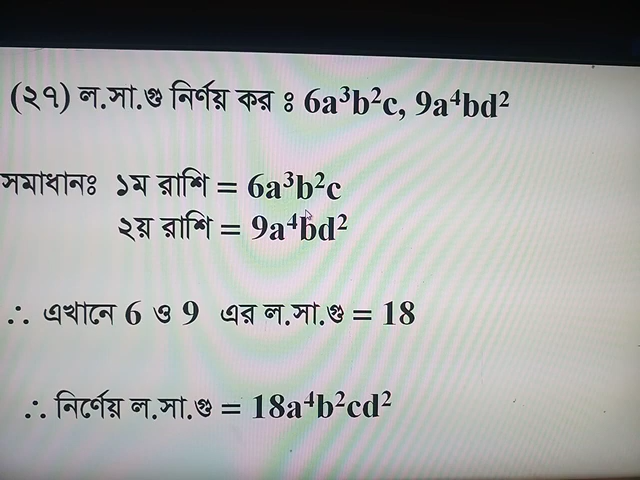 (২৭) ল.সা.গু নির্ণয় কর ঃ 6a³b²c, 9a⁴bd²
সমাধানঃ ১ম রাশি = 6a³b²c
২য় রাশি = 9a⁴bd²
∴ এখানে 6 ও 9 এর ল.সা.গু = 18
∴ নির্ণেয় ল.সা.গু = 18a⁴b²cd²